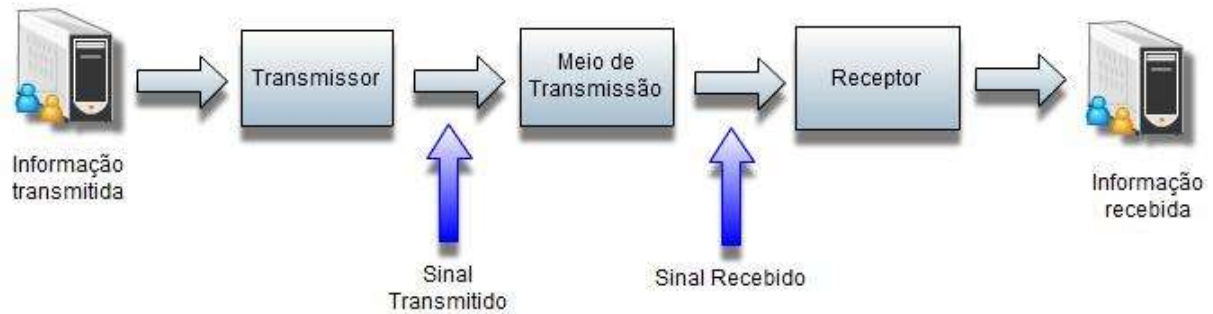 Transmissor
Meio de
Transmissão
Receptor
Informação
transmitida
Informação
recebida
Sinal
Transmitido
Sinal Recebido